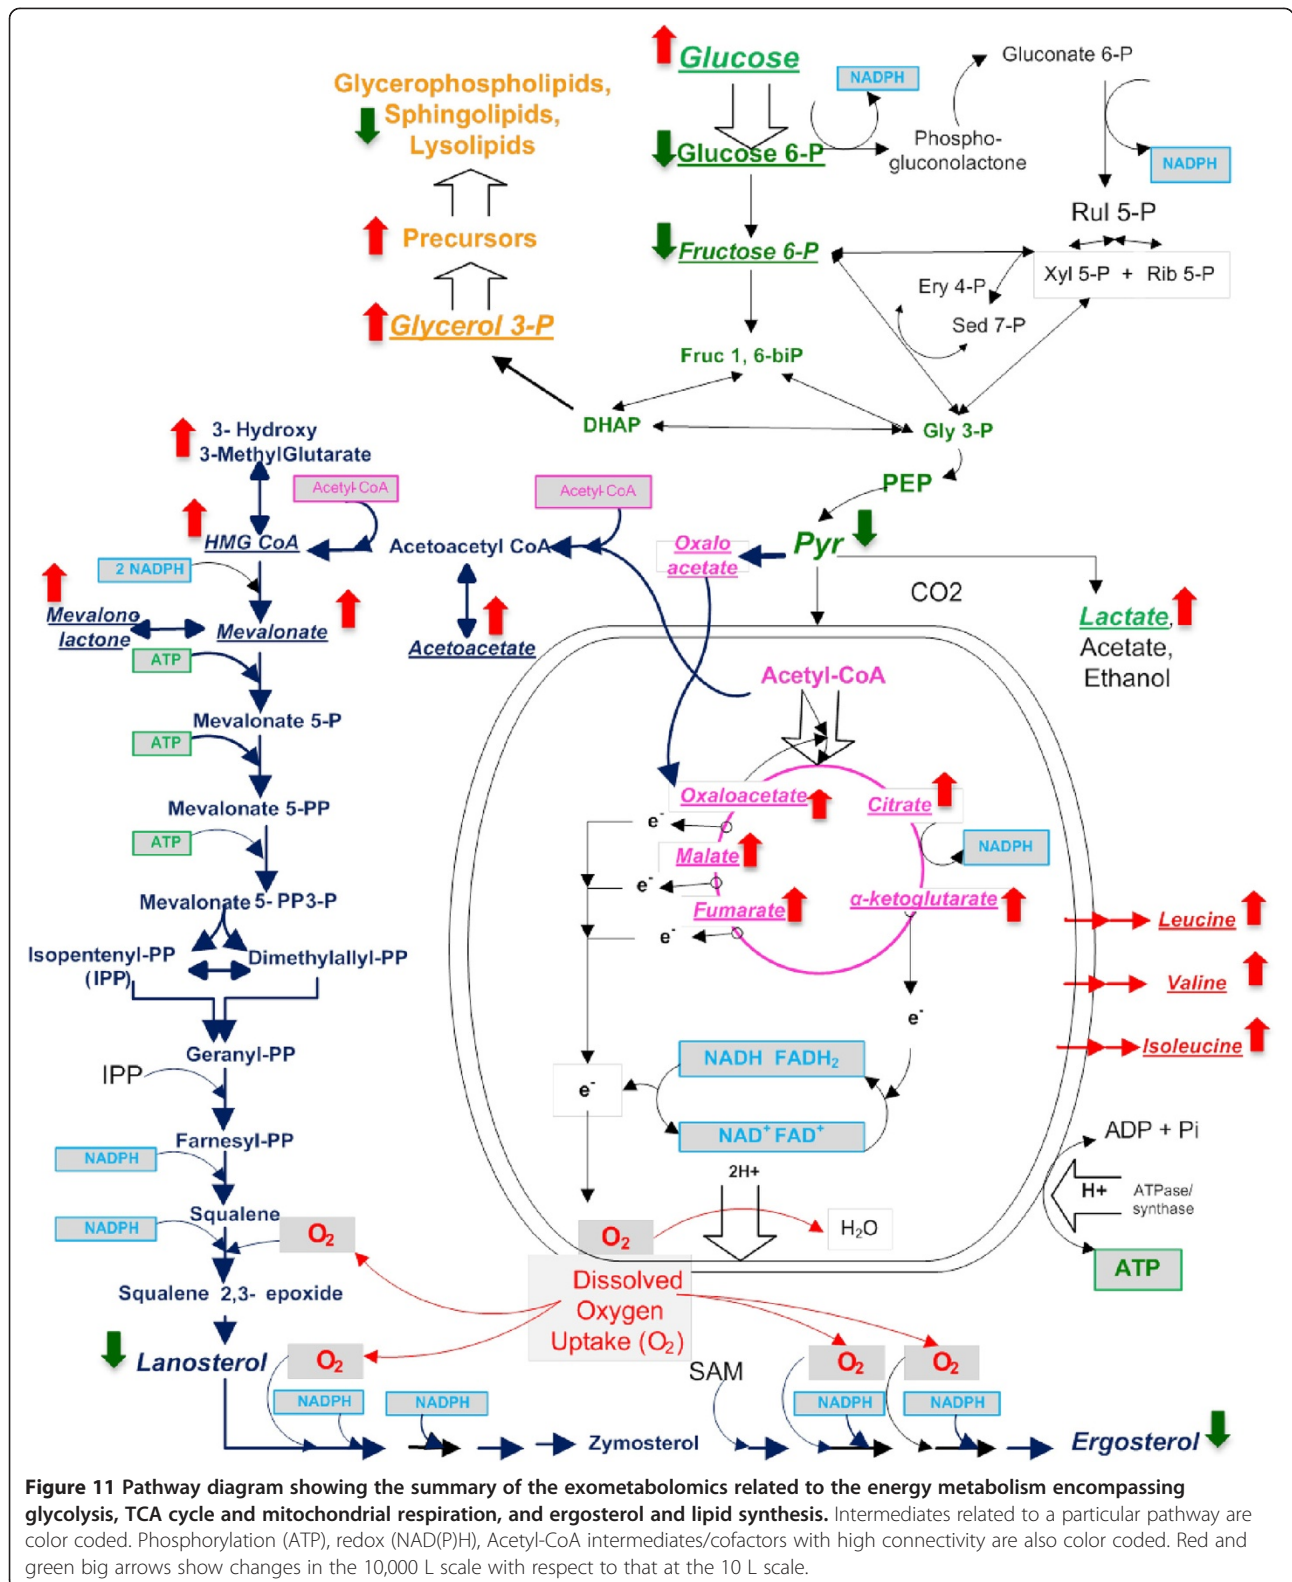 Glucose
Glycerophospholipids,
Sphingolipids,
Lysolipids
NADPH
Gluconate 6-P
Glucose 6-P
Phospho-
gluconolactone
NADPH
Precursors
Fructose 6-P
Rul 5-P
Xyl 5-P + Rib 5-P
Ery 4-P
Sed 7-P
Glycerol 3-P
Fruc 1, 6-biP
DHAP
Gly 3-P
3- Hydroxy
3-MethylGlutarate
PEP
Acetyl-CoA
Acetyl-CoA
HMG CoA
Acetoacetyl CoA
Oxalo
acetate
Pyr
2 NADPH
CO2
Mevalono
lactone
Mevalonate
Acetoacetate
Lactate,
Acetate,
Ethanol
ATP
Acetyl-CoA
Mevalonate 5-P
ATP
Mevalonate 5-PP
Oxaloacetate
Citrate
e-
ATP
Malate
NADPH
e-
Mevalonate 5- PP3-P
Fumarate
α-ketoglutarate
Leucine
e-
Isopentenyl-PP
(IPP)
Dimethylallyl-PP
Valine
e-
Geranyl-PP
Isoleucine
NADH FADH2
IPP
e-
Farnesyl-PP
NAD+ FAD+
ADP + Pi
NADPH
2H+
H+
ATPase/
synthase
Squalene
NADPH
O2
O2
H2O
ATP
Squalene 2,3- epoxide
Dissolved
Oxygen
Uptake (O2)
Lanosterol
O2
SAM
O2
O2
NADPH
NADPH
NADPH
NADPH
Zymosterol
Ergosterol
Figure 11 Pathway diagram showing the summary of the exometabolomics related to the energy metabolism encompassing
glycolysis, TCA cycle and mitochondrial respiration, and ergosterol and lipid synthesis. Intermediates related to a particular pathway are
color coded. Phosphorylation (ATP), redox (NAD(P)H), Acetyl-CoA intermediates/cofactors with high connectivity are also color coded. Red and
green big arrows show changes in the 10,000 L scale with respect to that at the 10 L scale.